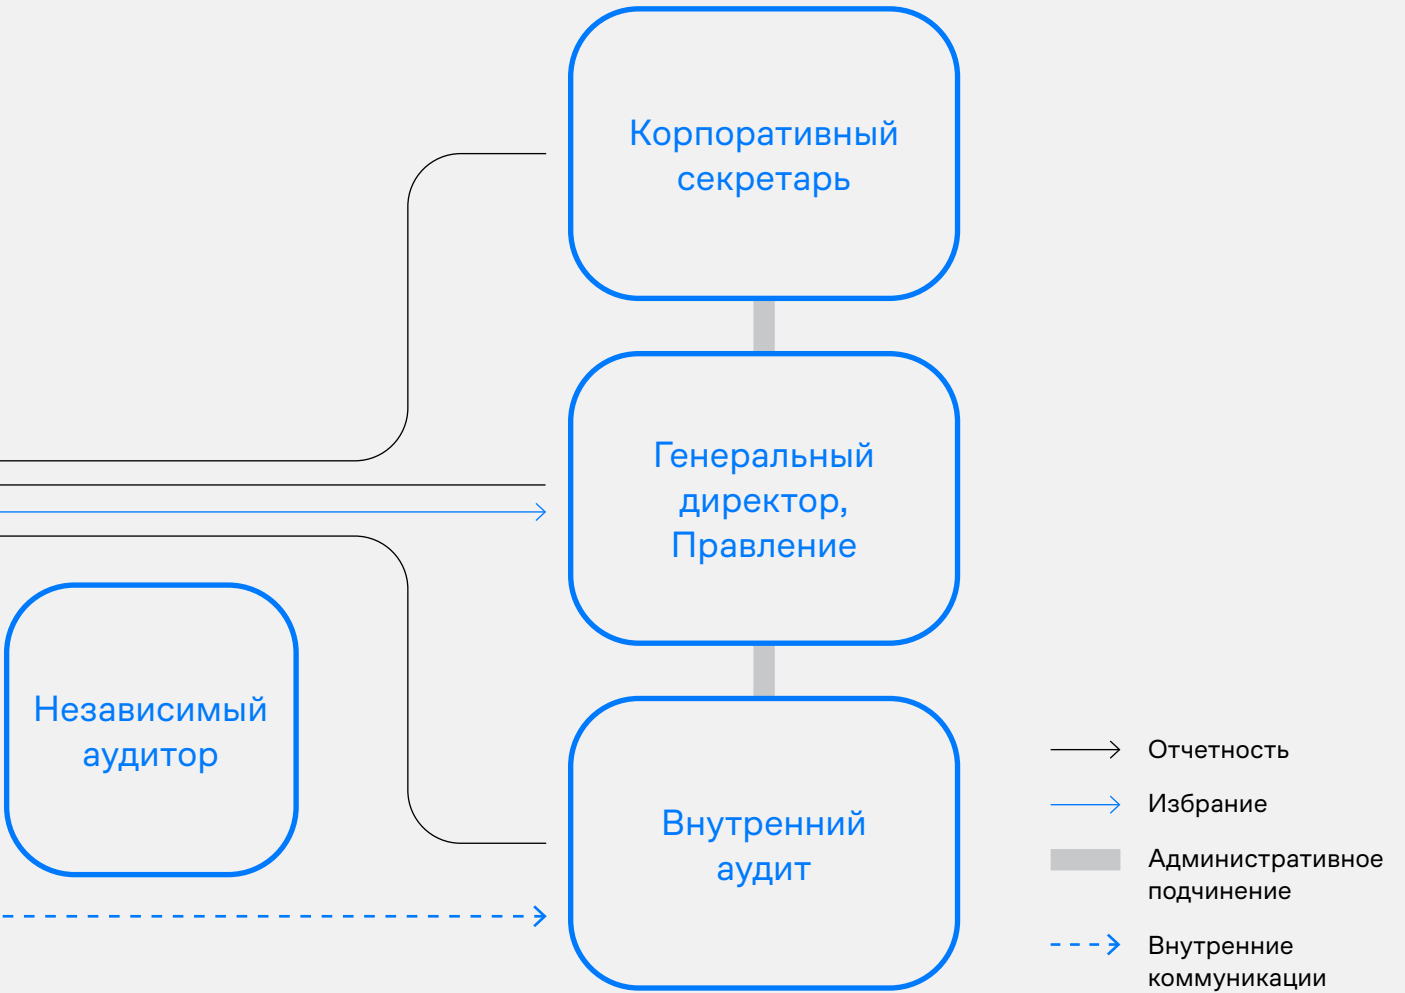 Корпоративный
секретарь
Генеральный
директор,
Правление
Независимый
аудитор
Внутренний
аудит
Отчетность
Избрание
Административное
подчинение
Внутренние
коммуникации